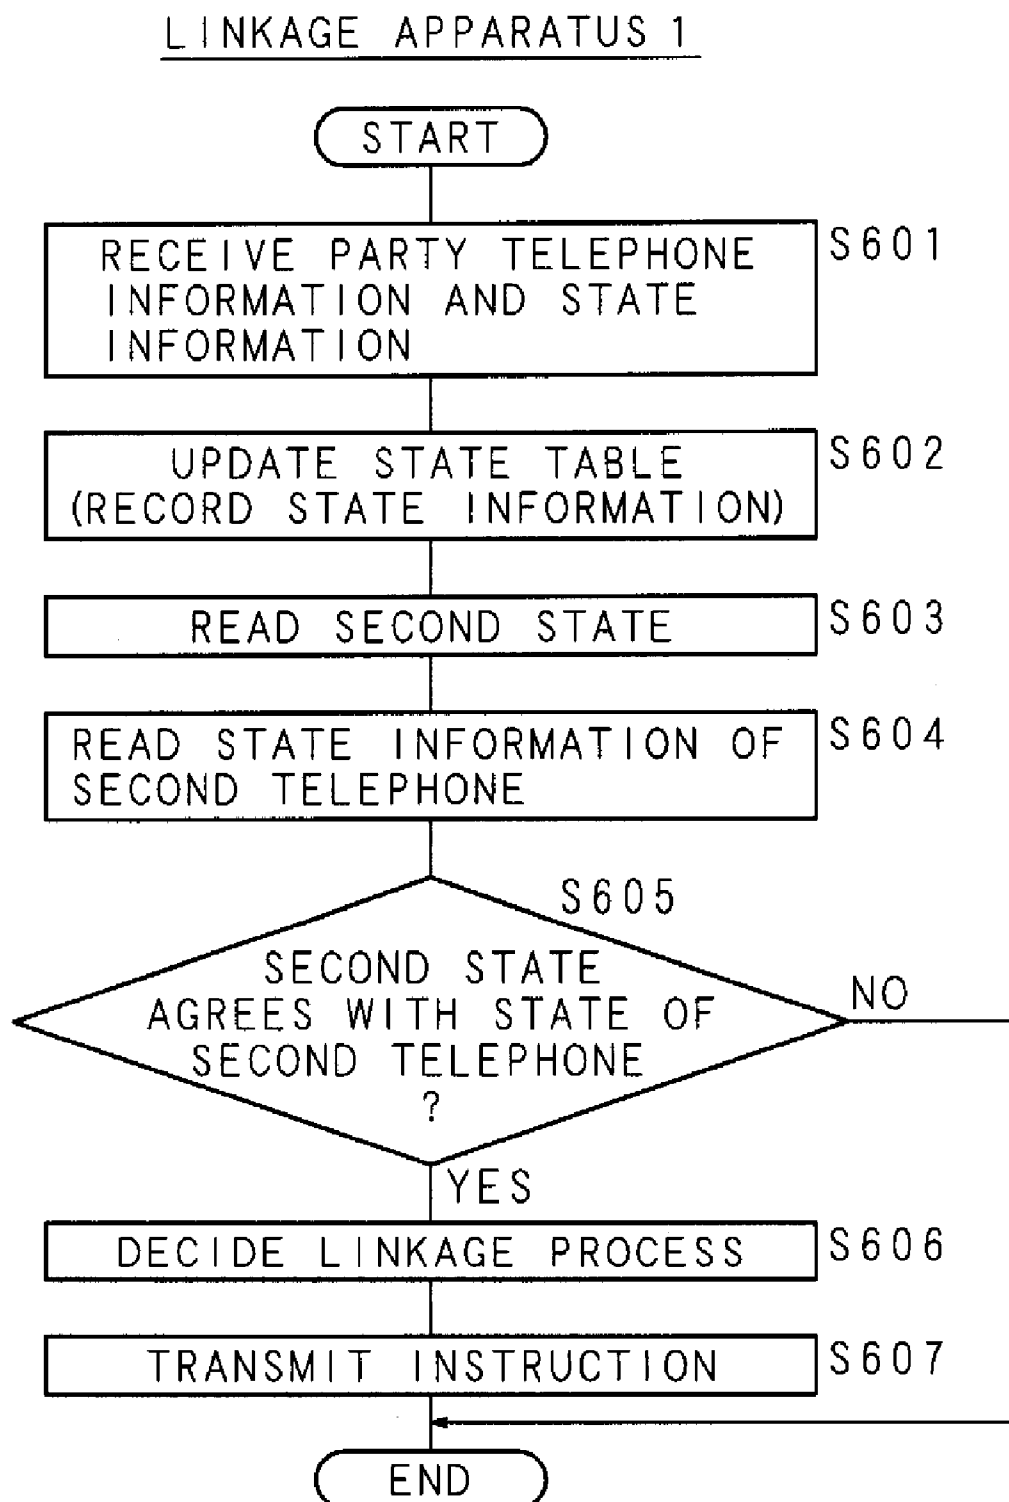 LINKAGE APPARATUS 1
START
RECEIVE PARTY TELEPHONE
INFORMATION AND STATE
INFORMATION
S601
UPDATE STATE TABLE
(RECORD STATE INFORMATION)
S602
READ SECOND STATE
S603
READ STATE INFORMATION OF
SECOND TELEPHONE
S604
S605
SECOND STATE
AGREES WITH STATE OF
SECOND TELEPHONE
?
NO
YES
DECIDE LINKAGE PROCESS
S606
TRANSMIT INSTRUCTION
S607
END